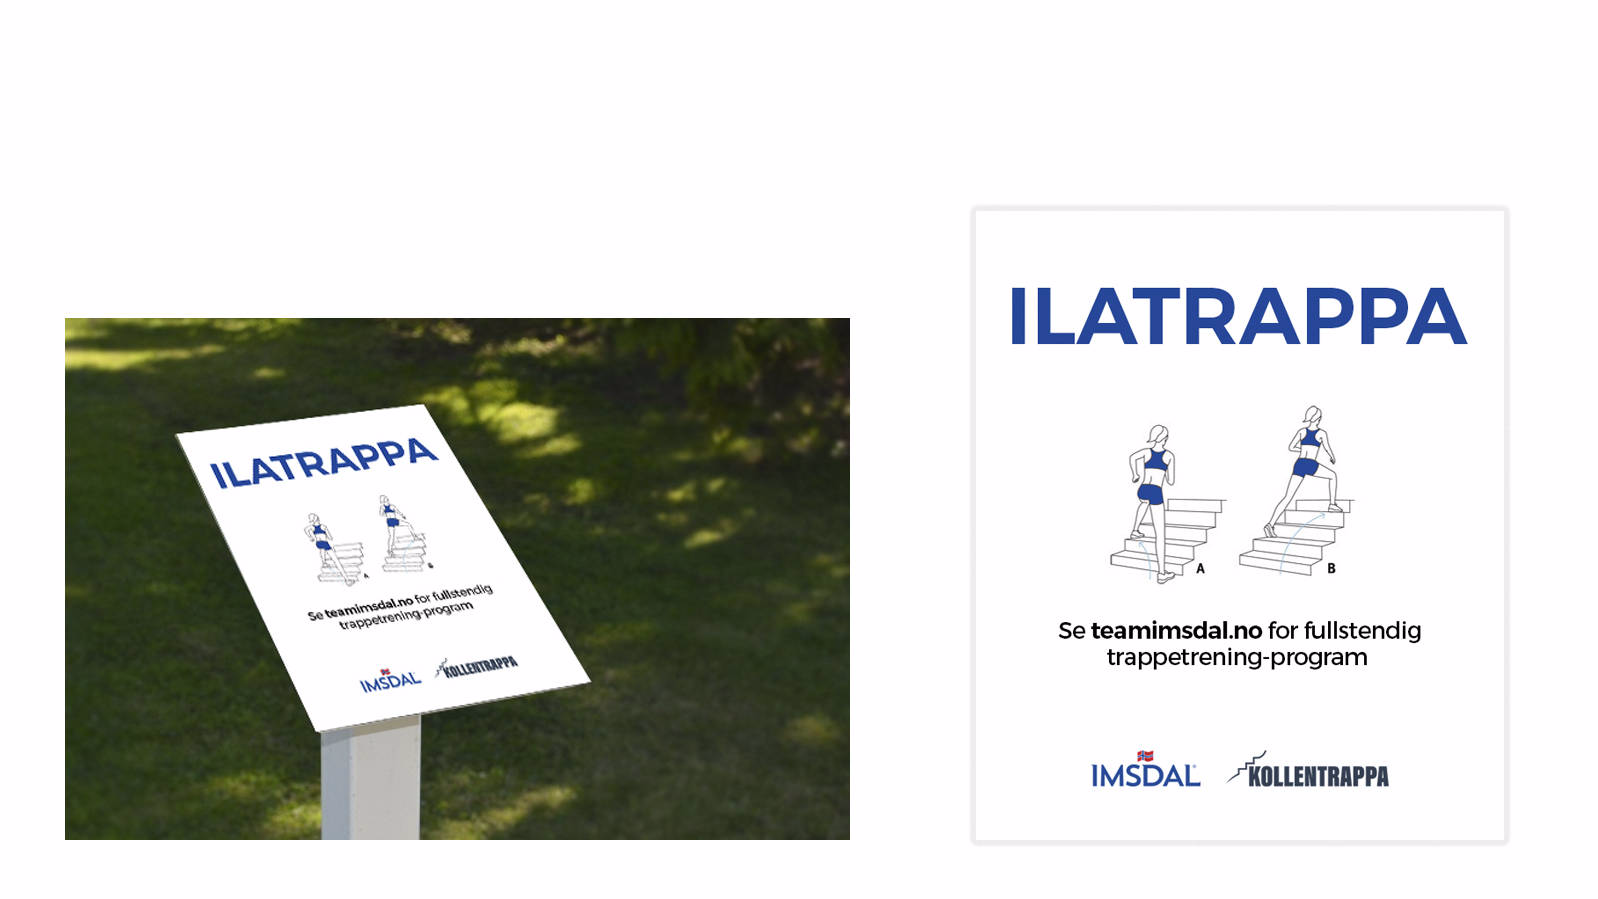 ILATRAPPA
A
B
Se teamimsdal.no for fullstendig
trappetrening-program
IMSDAL
KOLLENTRAPPA
ILATRAPPA
A
B
Se teamimsdal.no for fullstendig
trappetrening-program
IMSDAL®
KOLLENTRAPPA